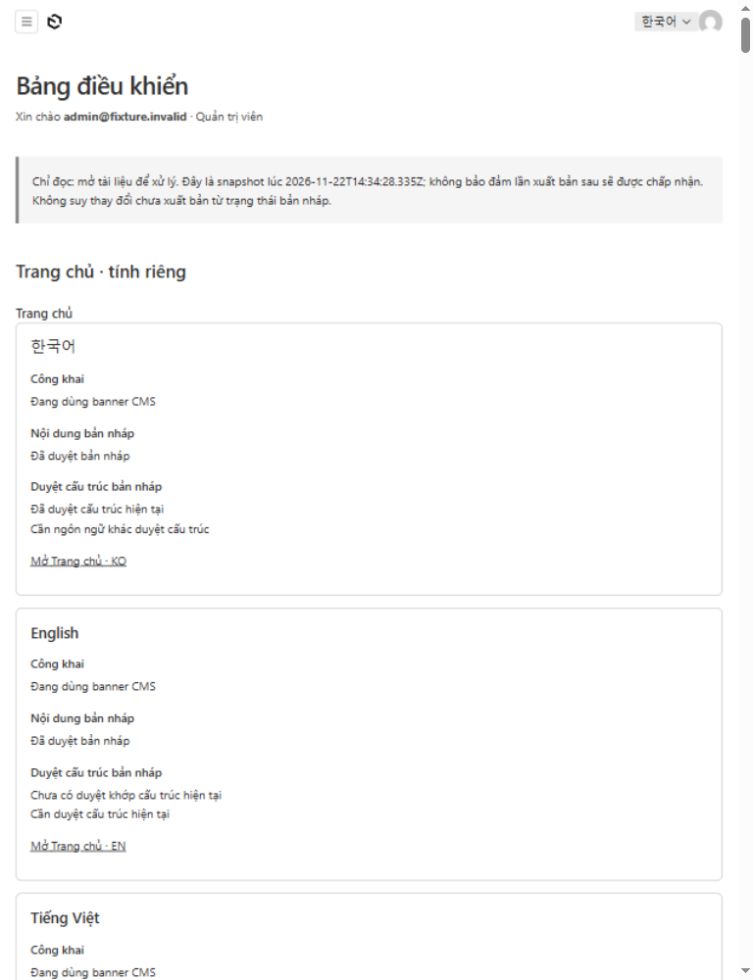 한국어
Bảng điều khiển
Xin chào admin@fixture.invalid · Quản trị viên
Chỉ đọc: mở tài liệu để xử lý. Đây là snapshot lúc 2026-11-22T14:34:28.335Z; không bảo đảm lần xuất bản sau sẽ được chấp nhận.
Không suy thay đổi chưa xuất bản từ trạng thái bản nháp.
Trang chủ · tính riêng
Trang chủ
한국어
Công khai
Đang dùng banner CMS
Nội dung bản nháp
Đã duyệt bản nháp
Duyệt cấu trúc bản nháp
Đã duyệt cấu trúc hiện tại
Cần ngôn ngữ khác duyệt cấu trúc
Mở Trang chủ · KO
English
Công khai
Đang dùng banner CMS
Nội dung bản nháp
Đã duyệt bản nháp
Duyệt cấu trúc bản nháp
Chưa có duyệt khớp cấu trúc hiện tại
Cần duyệt cấu trúc hiện tại
Mở Trang chủ · EN
Tiếng Việt
Công khai
Đang dùng banner CMS